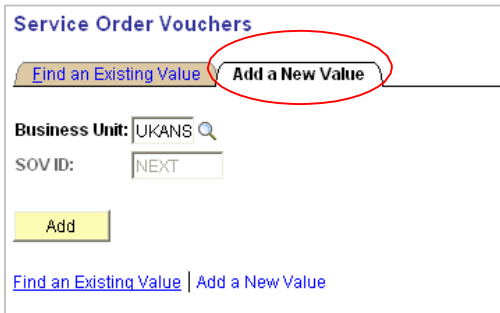 Service Order Vouchers
Find an Existing Value Add a New Value
Business Unit: UKANS
SOV ID: NEXT
Add
Find an Existing Value | Add a New Value